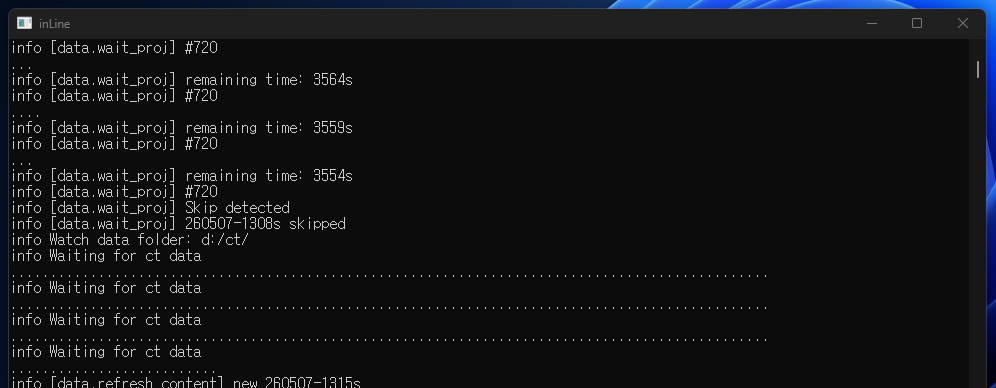 inLine
info [data.wait_proj] #720
...
info [data.wait_proj] remaining time: 3564s
info [data.wait_proj] #720
....
info [data.wait_proj] remaining time: 3559s
info [data.wait_proj] #720
...
info [data.wait_proj] remaining time: 3554s
info [data.wait_proj] #720
info [data.wait_proj] Skip detected
info [data.wait_proj] 260507-1308s skipped
info Watch data folder: d:/ct/
info Waiting for ct data
...............................................................................................
info Waiting for ct data
...............................................................................................
info Waiting for ct data
...............................................................................................
info Waiting for ct data
..........................
info [data.refresh_content] new 260507-1315s